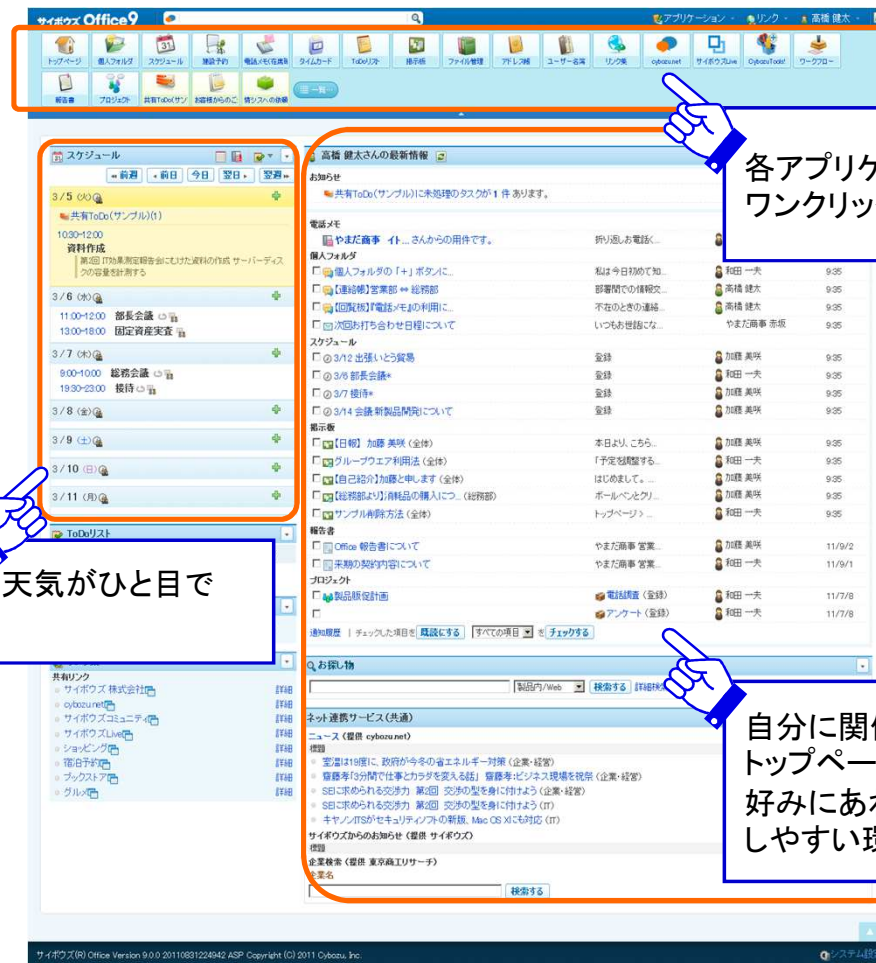 サイボウズ Office9
アプリケーション リンク 高橋 健太
トップページ 個人フォルダ スケジュール 施設予約 電話メモ(在席確 タイムカード ToDoリスト 掲示板 ファイル管理 アドレス帳 ユーザー名簿 リンク集 cybozu.net サイボウズLive CybozuTools! ワークフロー
報告書 プロジェクト 共有ToDo(サン お客様からのご 情シスへの依頼 一覧
各アプリケ
ワンクリッ
スケジュール
前週 前日 今日 翌日 翌週
3/5 (火)
共有ToDo(サンプル)(1)
10:30-12:00
資料作成
第2回 IT効果測定報告会にむけた資料の作成 サーバーディス
クの容量を計測する
3/6 (水)
11:00-12:00 部長会議
13:00-18:00 固定資産実査
3/7 (木)
9:00-10:00 総務会議
19:30-23:00 接待
3/8 (金)
3/9 (土)
3/10 (日)
3/11 (月)
ToDoリスト
天気がひと目で
共有リンク
サイボウズ 株式会社 詳細
cybozu.net 詳細
サイボウズコミュニティ 詳細
サイボウズLive 詳細
ショッピング 詳細
宿泊予約 詳細
ブックストア 詳細
グルメ 詳細
高橋 健太さんの最新情報
お知らせ
共有ToDo(サンプル)に未処理のタスクが 1 件 あります。
電話メモ
やまだ商事 イト... さんからの用件です。 折り返しお電話く...
個人フォルダ
個人フォルダの「+」ボタンに... 私は今日初めて知... 和田 一夫 9:35
【連絡帳】営業部 ⇔ 総務部 部署間での情報交... 高橋 健太 9:35
【回覧板】『電話メモ』の利用に... 不在のときの連絡... 高橋 健太 9:35
次回お打ち合わせ日程について いつもお世話にな... やまだ商事 赤坂 9:35
スケジュール
3/12 出張いとう貿易 登録 加藤 美咲 9:35
3/6 部長会議* 登録 和田 一夫 9:35
3/7 接待* 登録 加藤 美咲 9:35
3/14 会議:新製品開発について 登録 加藤 美咲 9:35
掲示板
【日報】 加藤 美咲 (全体) 本日より、こちら... 加藤 美咲 9:35
グループウエア利用法 (全体) 「予定を調整する... 和田 一夫 9:35
【自己紹介】加藤と申します (全体) はじめまして。... 加藤 美咲 9:35
【総務部より】消耗品の購入につ... (総務部) ボールペンとクリ... 加藤 美咲 9:35
サンプル削除方法 (全体) トップページ > ... 和田 一夫 9:35
報告書
Office 報告書について やまだ商事 営業... 加藤 美咲 11/9/2
来期の契約内容について やまだ商事 営業... 和田 一夫 11/9/1
プロジェクト
製品販促計画 電話調査 (登録) 和田 一夫 11/7/8
アンケート (登録) 和田 一夫 11/7/8
通知履歴 | チェックした項目を 既読にする すべての項目 を チェックする
お探し物
製品内/Web 検索する 詳細検
ネット連携サービス(共通)
ニュース (提供 cybozu.net)
標題
室温は19度に、政府が今冬の省エネルギー対策 (企業・経営)
齋藤孝「3分間で仕事とカラダを変える話」 齋藤孝:ビジネス現場を祝祭 (企業・経営)
SEに求められる交渉力 第2回 交渉の型を身に付けよう (企業・経営)
SEに求められる交渉力 第2回 交渉の型を身に付けよう (IT)
キヤノンITSがセキュリティソフトの新版、Mac OS Xにも対応 (IT)
サイボウズからのお知らせ (提供 サイボウズ)
標題
企業検索 (提供 東京商工リサーチ)
企業名
検索する
自分に関係
トップペー
好みにあわ
しやすい環
サイボウズ(R) Office Version 9.0.0 20110831224942 ASP Copyright (C) 2011 Cybozu, Inc.
システム設